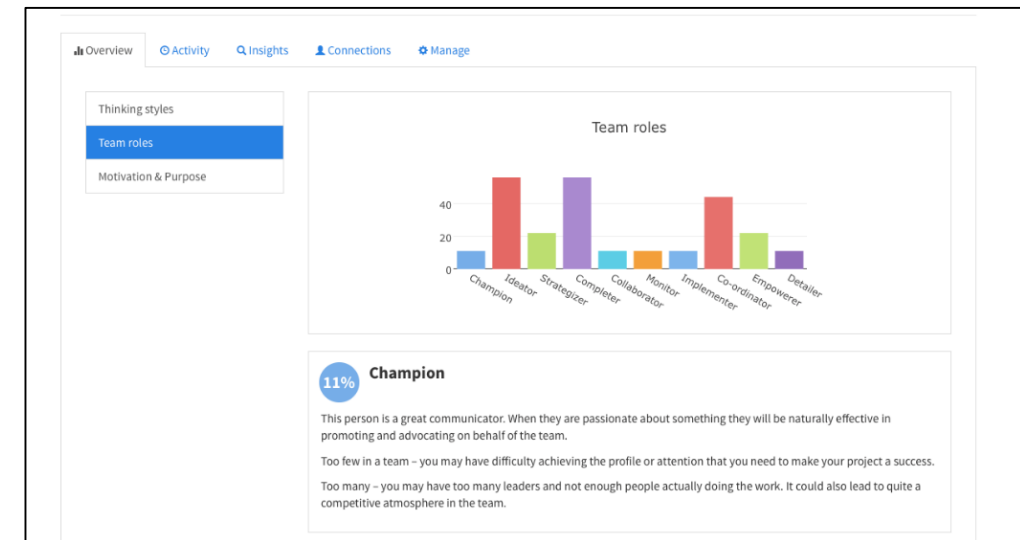 Overview Activity Insights Connections Manage
Thinking styles
Team roles
Motivation & Purpose
Team roles
40
20
0
Champion
Ideator
Strategizer
Completer
Collaborator
Monitor
Implementer
Co-ordinator
Empowerer
Detailer
11% Champion
This person is a great communicator. When they are passionate about something they will be naturally effective in
promoting and advocating on behalf of the team.
Too few in a team – you may have difficulty achieving the profile or attention that you need to make your project a success.
Too many – you may have too many leaders and not enough people actually doing the work. It could also lead to quite a
competitive atmosphere in the team.